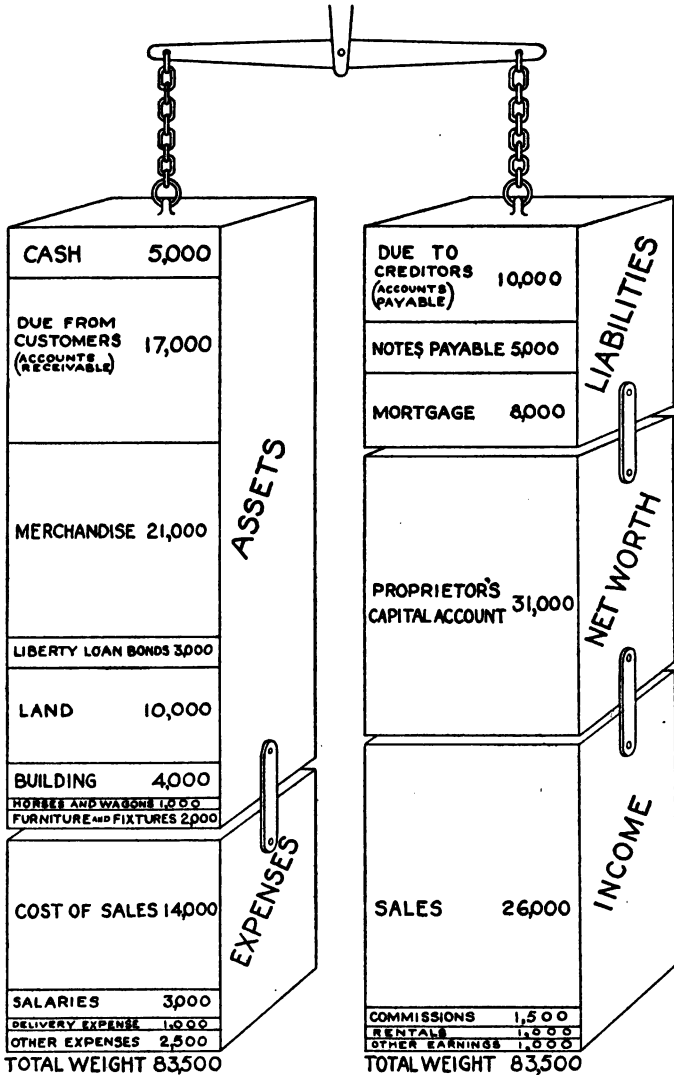 CASH 5,000
DUE FROM
CUSTOMERS 17,000
(ACCOUNTS
RECEIVABLE)
MERCHANDISE 21,000
LIBERTY LOAN BONDS 3,000
LAND 10,000
BUILDING 4,000
HORSES AND WAGONS 1,000
FURNITURE AND FIXTURES 2,000
ASSETS
COST OF SALES 14,000
SALARIES 3,000
DELIVERY EXPENSE 1,000
OTHER EXPENSES 2,500
EXPENSES
TOTAL WEIGHT 83,500
DUE TO
CREDITORS 10,000
(ACCOUNTS
PAYABLE)
NOTES PAYABLE 5,000
MORTGAGE 8,000
LIABILITIES
PROPRIETOR'S
CAPITAL ACCOUNT 31,000
NET WORTH
SALES 26,000
COMMISSIONS 1,500
RENTALS 1,000
OTHER EARNINGS 1,000
INCOME
TOTAL WEIGHT 83,500